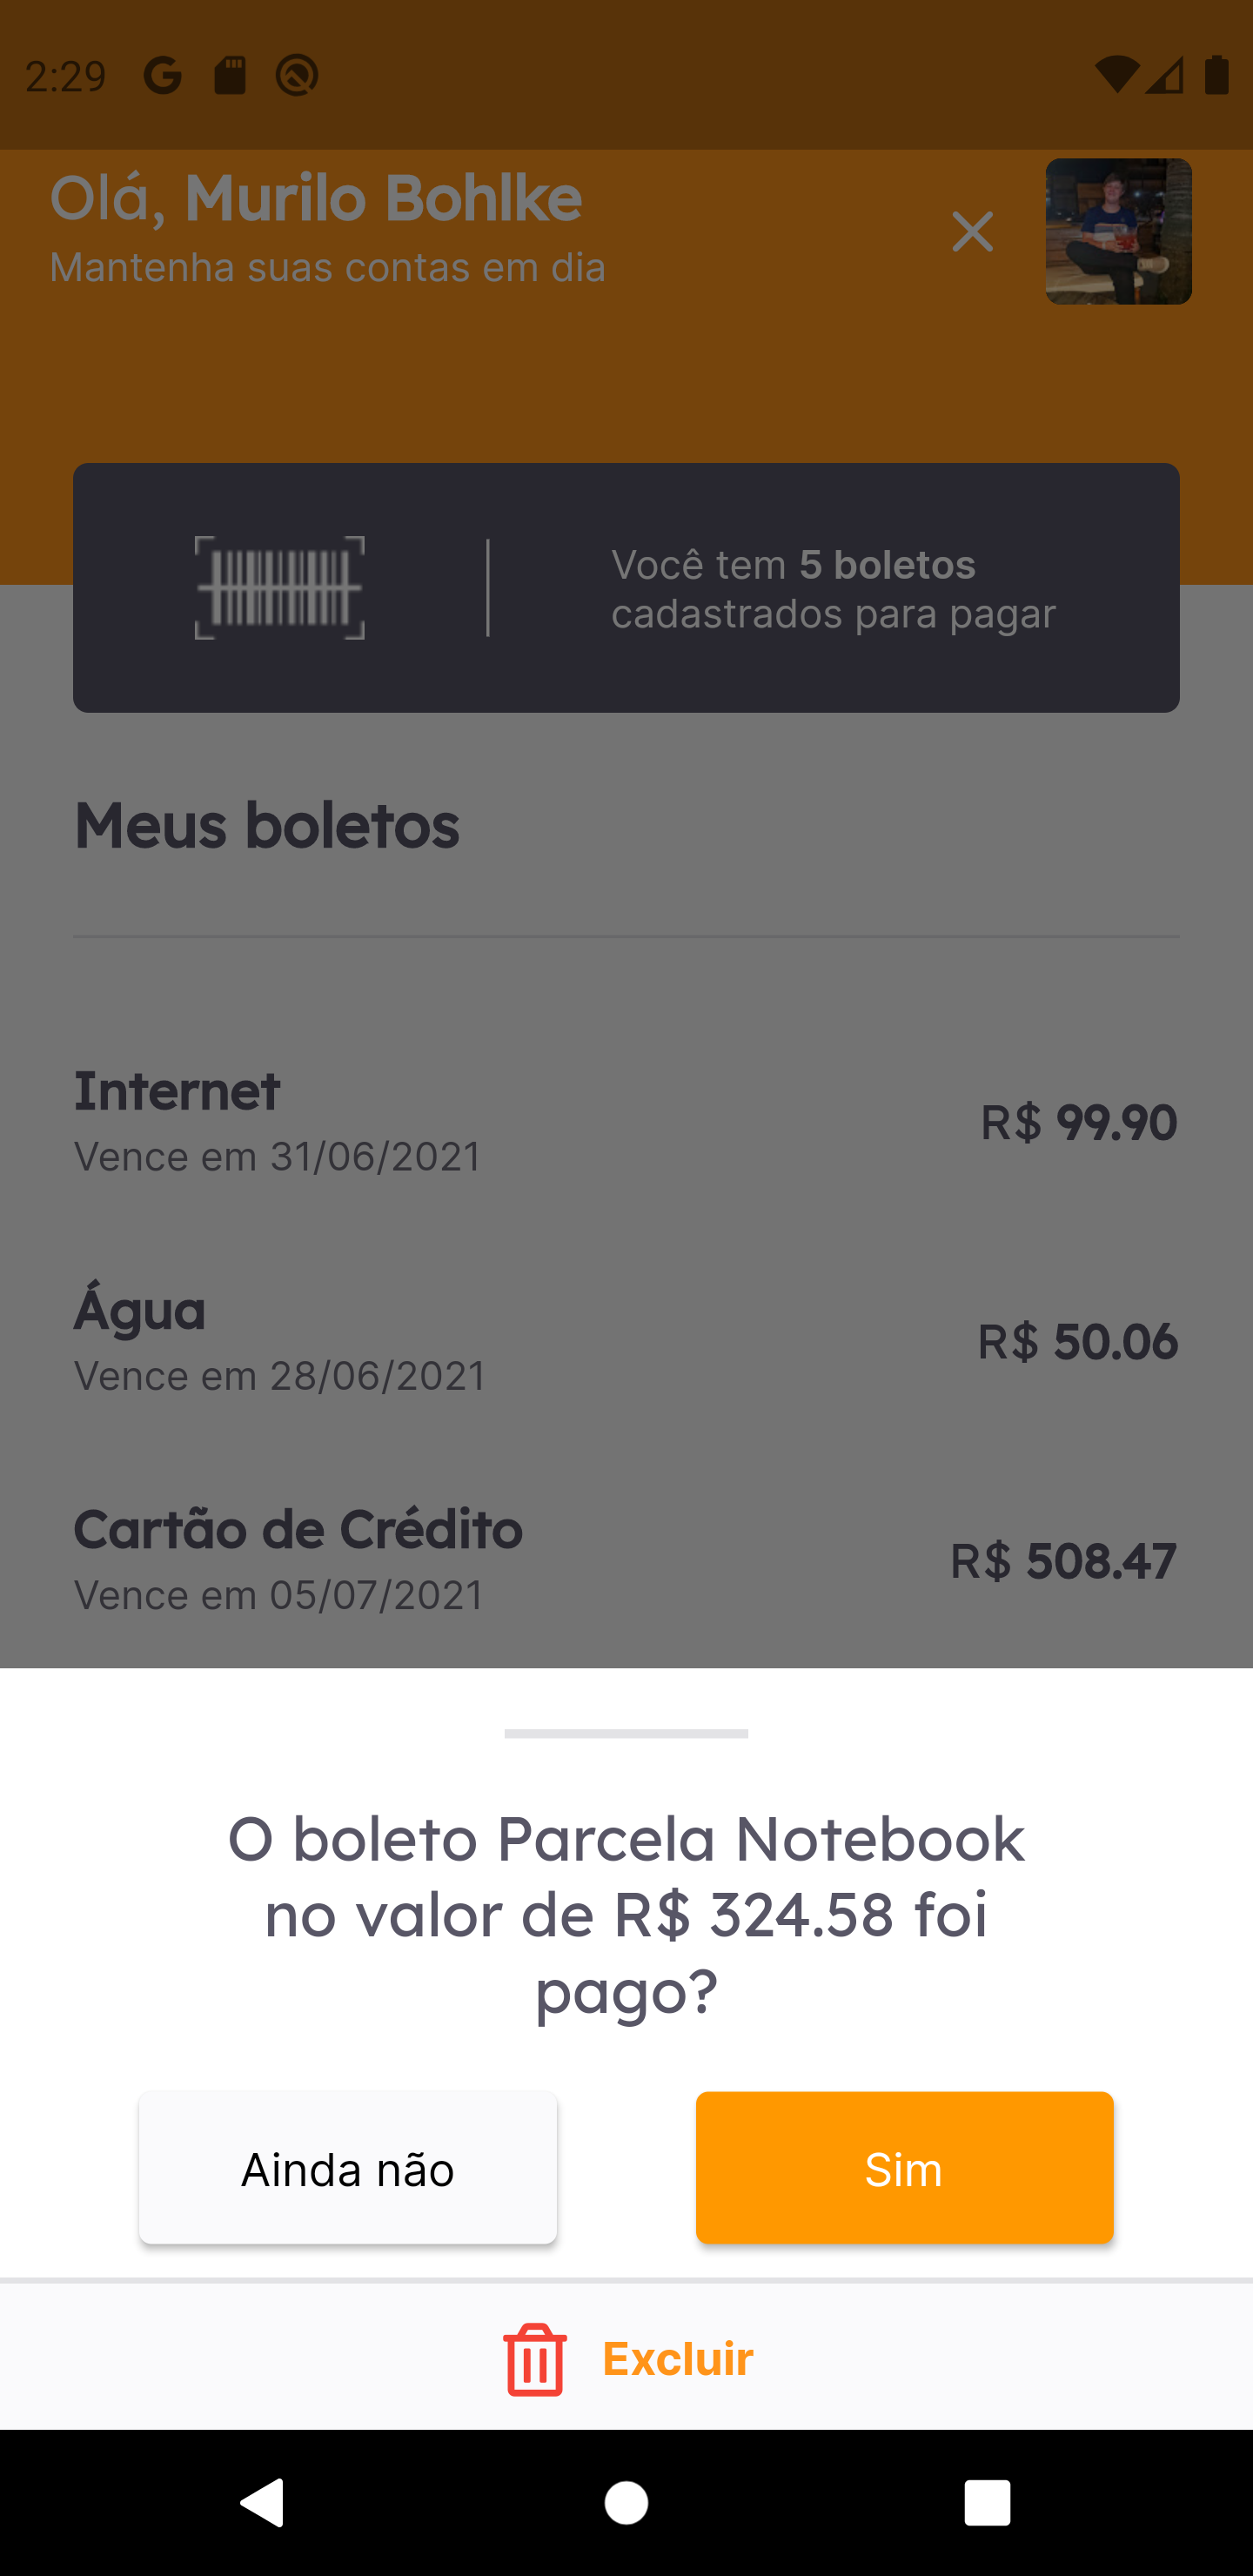 2:29
Olá, Murilo Bohlke
Mantenha suas contas em dia
Você tem 5 boletos
cadastrados para pagar
Meus boletos
Internet
R$ 99.90
Vence em 31/06/2021
Água
R$ 50.06
Vence em 28/06/2021
Cartão de Crédito
R$ 508.47
Vence em 05/07/2021
O boleto Parcela Notebook
no valor de R$ 324.58 foi
pago?
Ainda não
Sim
Excluir